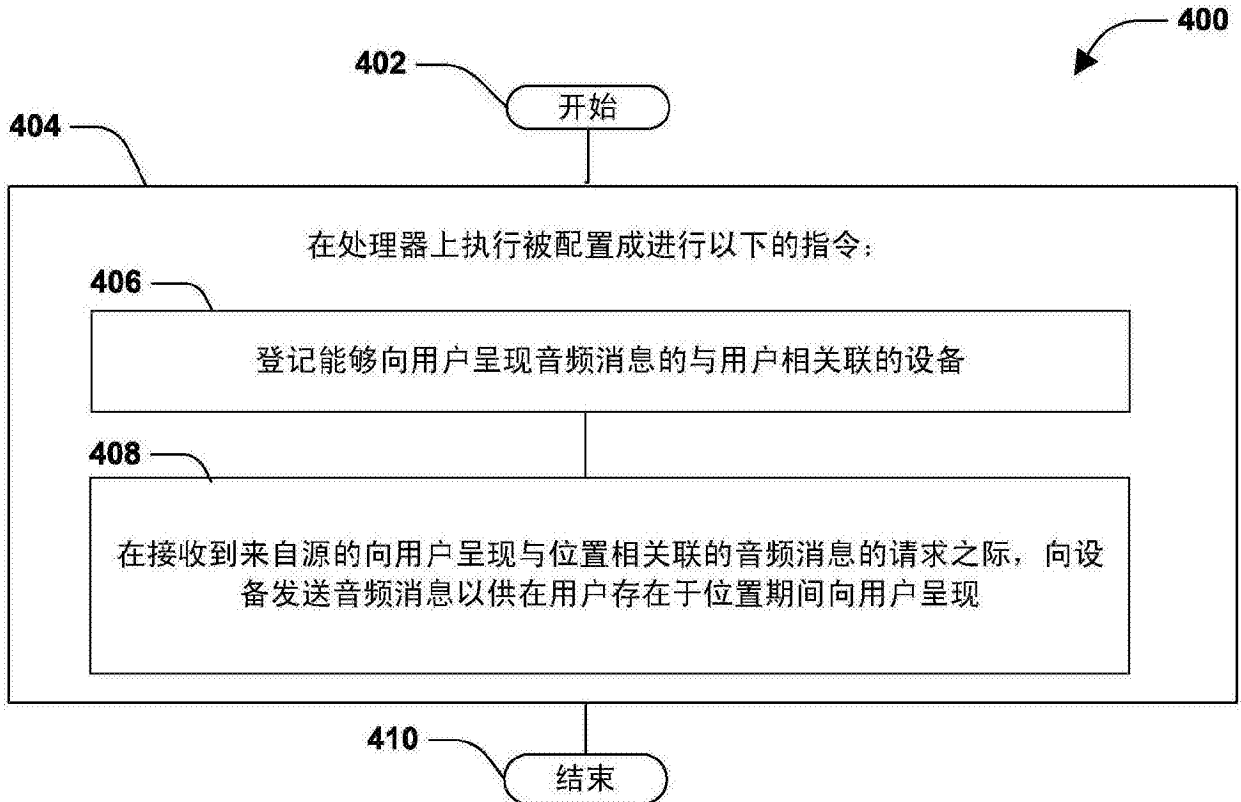 400
402
开始
404
在处理器上执行被配置成进行以下的指令：
406
登记能够向用户呈现音频消息的与用户相关联的设备
408
在接收到来自源的向用户呈现与位置相关联的音频消息的请求之际，向设
备发送音频消息以供在用户存在于位置期间向用户呈现
410
结束